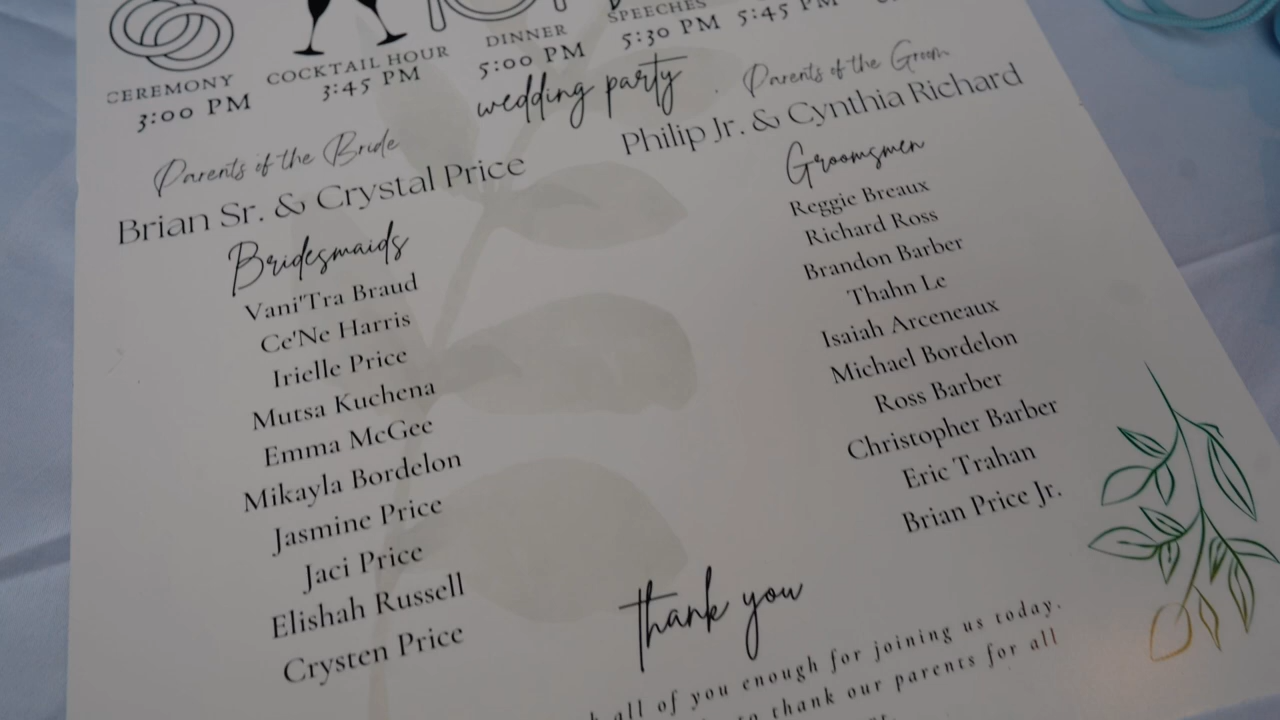 CEREMONY
3:00 PM
COCKTAIL HOUR
3:45 PM
DINNER
5:00 PM
SPEECHES
5:30 PM
5:45 PM
wedding party
Parents of the Bride
Brian Sr. & Crystal Price
Bridesmaids
Vani'Tra Braud
Ce'Ne Harris
Irielle Price
Mutsa Kuchena
Emma McGee
Mikayla Bordelon
Jasmine Price
Jaci Price
Elishah Russell
Crysten Price
Parents of the Groom
Philip Jr. & Cynthia Richard
Groomsmen
Reggie Breaux
Richard Ross
Brandon Barber
Thahn Le
Isaiah Arceneaux
Michael Bordelon
Ross Barber
Christopher Barber
Eric Trahan
Brian Price Jr.
thank you
all of you enough for joining us today.
to thank our parents for all